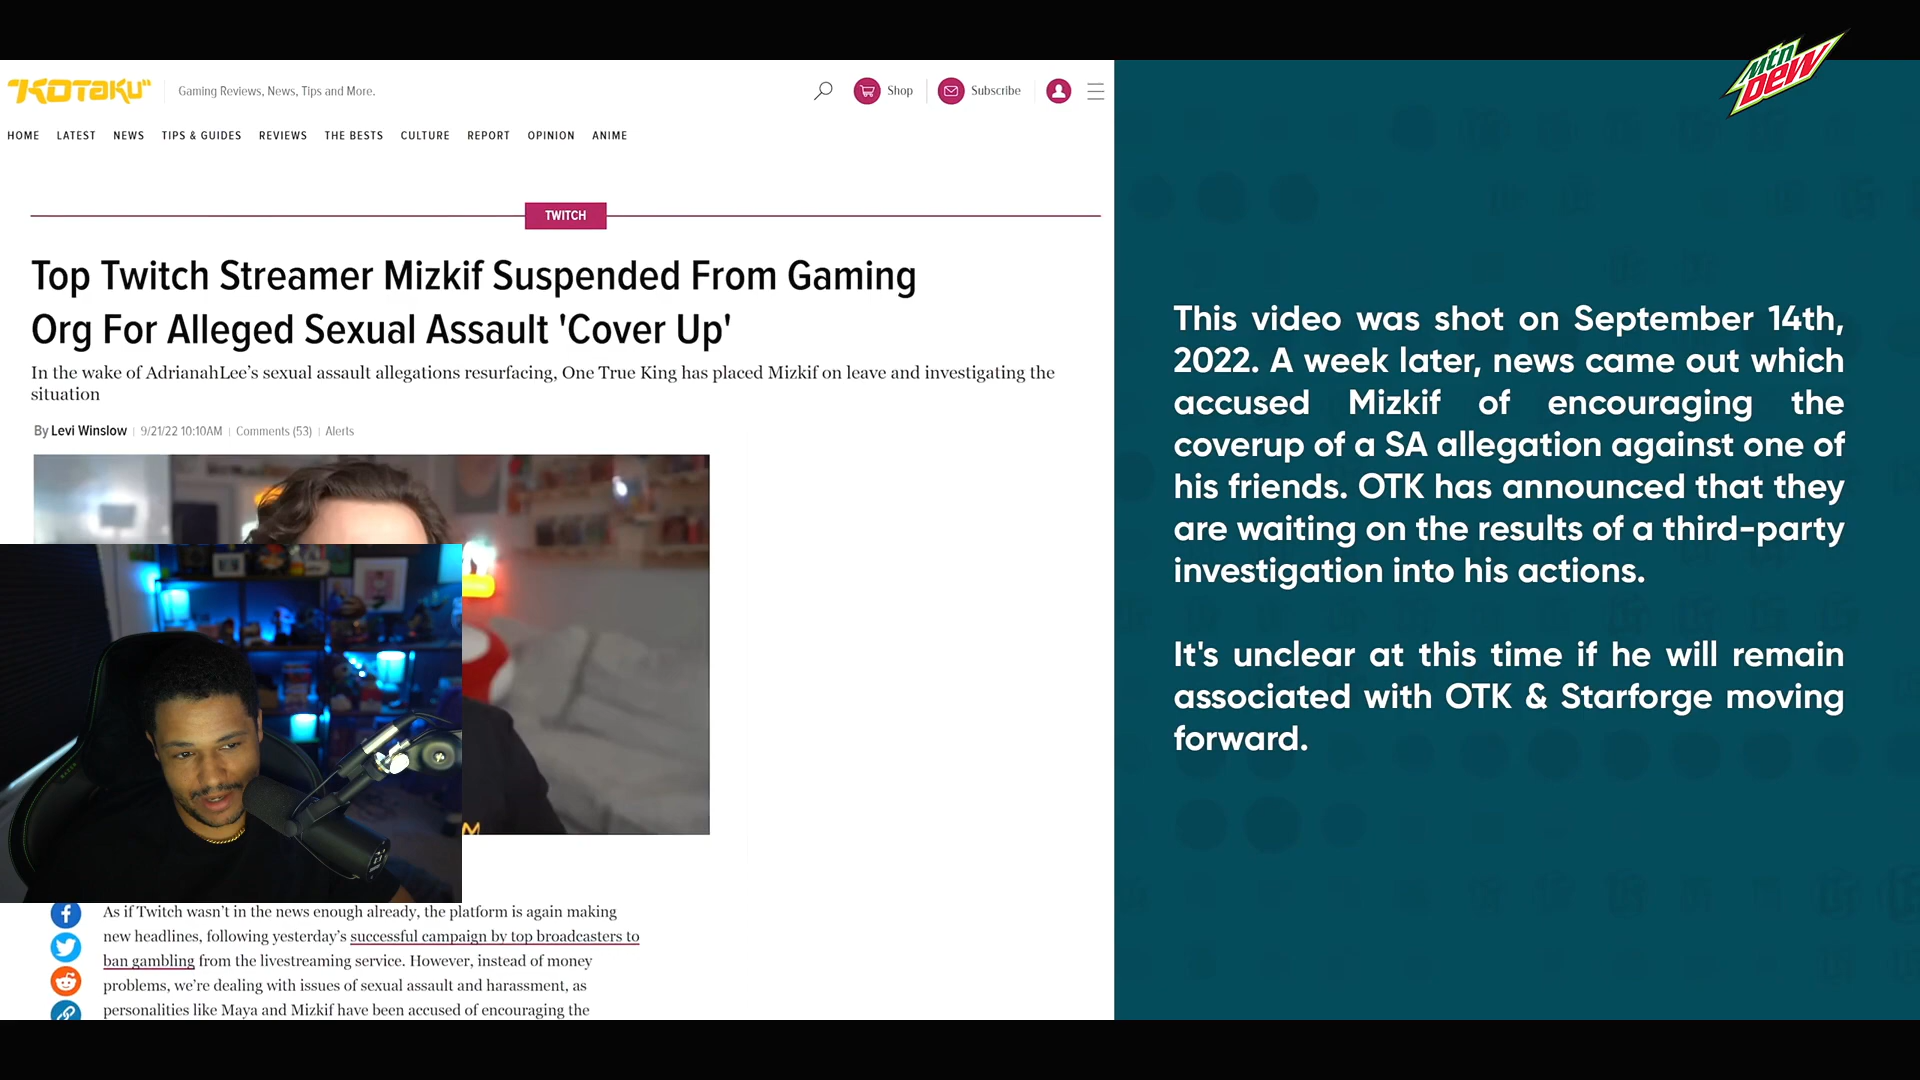 KOTAKU
Gaming Reviews, News, Tips and More.
Shop
Subscribe
HOME LATEST NEWS TIPS & GUIDES REVIEWS THE BESTS CULTURE REPORT OPINION ANIME
TWITCH
Top Twitch Streamer Mizkif Suspended From Gaming
Org For Alleged Sexual Assault 'Cover Up'
In the wake of AdrianahLee’s sexual assault allegations resurfacing, One True King has placed Mizkif on leave and investigating the
situation
By Levi Winslow 9/21/22 10:10AM Comments (53) Alerts
As if Twitch wasn’t in the news enough already, the platform is again making
new headlines, following yesterday’s successful campaign by top broadcasters to
ban gambling from the livestreaming service. However, instead of money
problems, we’re dealing with issues of sexual assault and harassment, as
personalities like Maya and Mizkif have been accused of encouraging the
mtn
DEW
This video was shot on September 14th,
2022. A week later, news came out which
accused Mizkif of encouraging the
coverup of a SA allegation against one of
his friends. OTK has announced that they
are waiting on the results of a third-party
investigation into his actions.
It's unclear at this time if he will remain
associated with OTK & Starforge moving
forward.